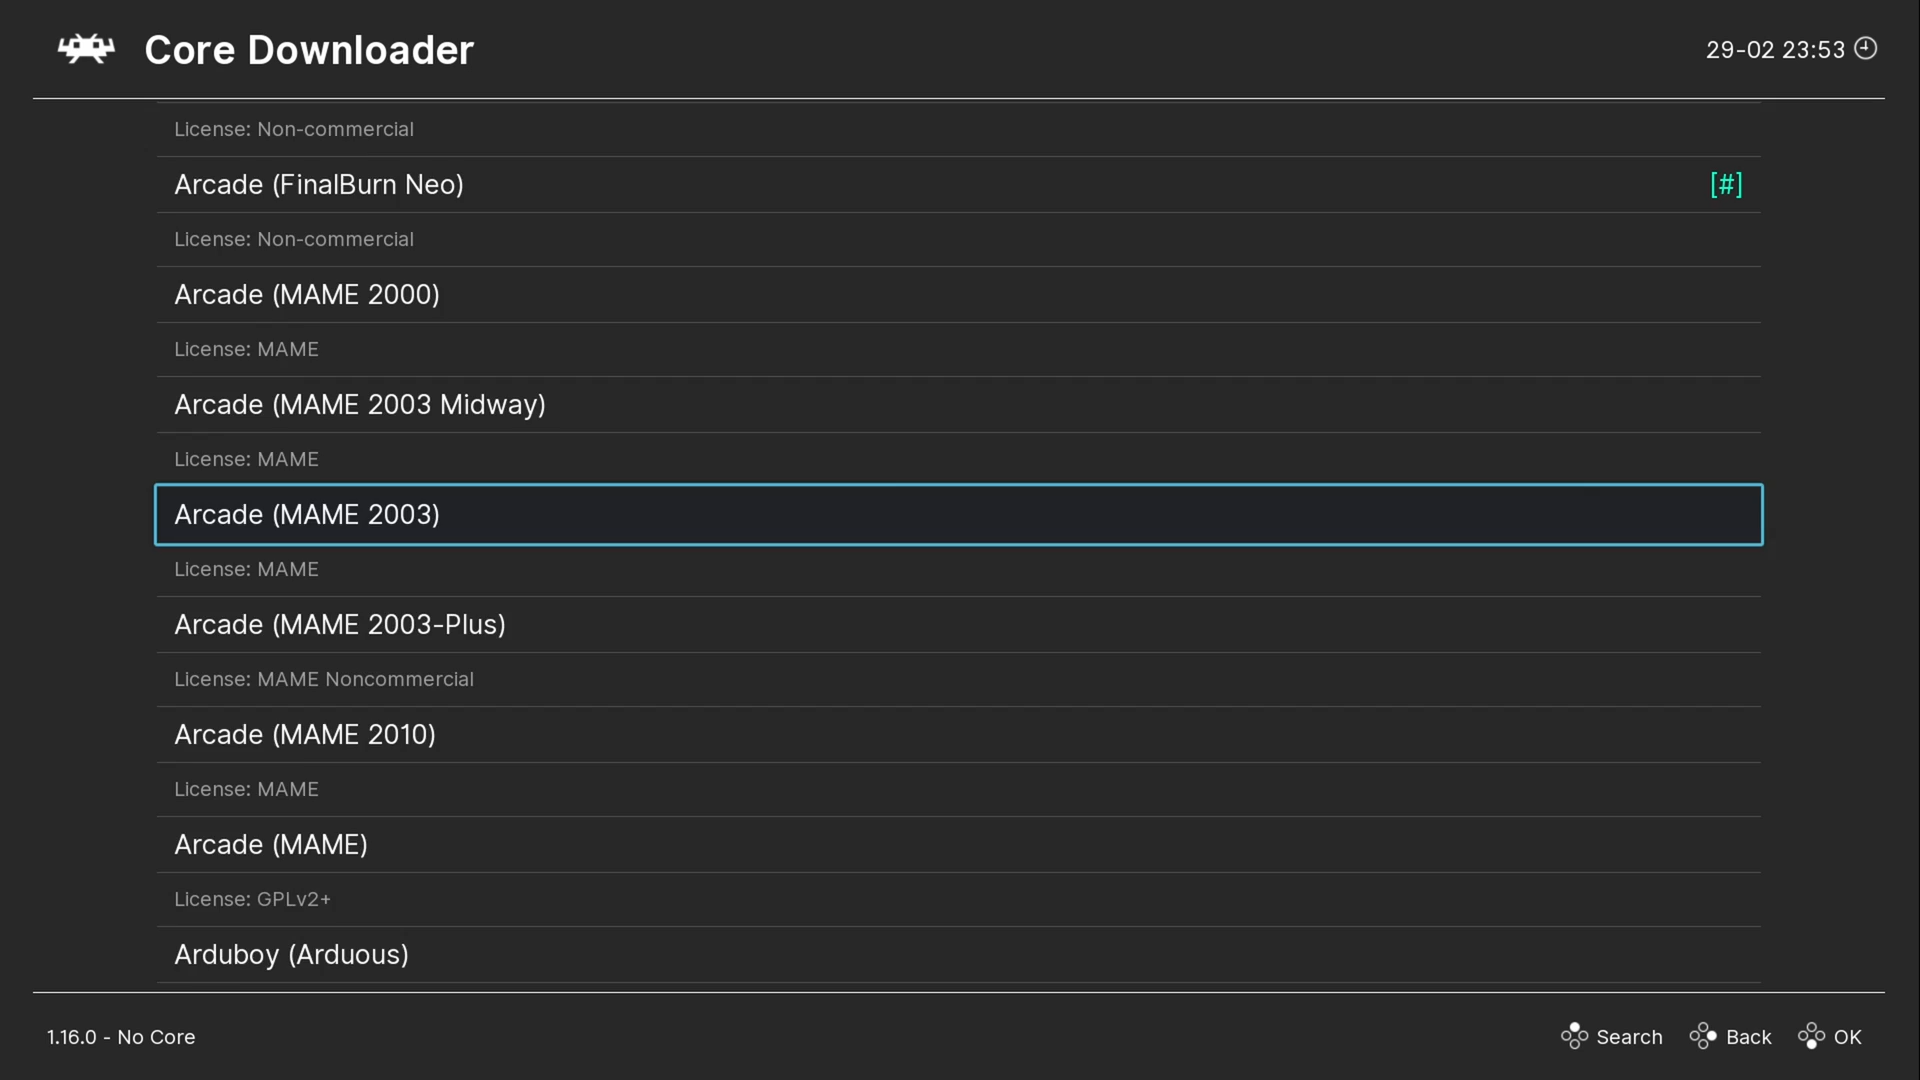 Core Downloader
29-02 23:53
License: Non-commercial
Arcade (FinalBurn Neo)
[#]
License: Non-commercial
Arcade (MAME 2000)
License: MAME
Arcade (MAME 2003 Midway)
License: MAME
Arcade (MAME 2003)
License: MAME
Arcade (MAME 2003-Plus)
License: MAME Noncommercial
Arcade (MAME 2010)
License: MAME
Arcade (MAME)
License: GPLv2+
Arduboy (Arduous)
1.16.0 - No Core
Search
Back
OK